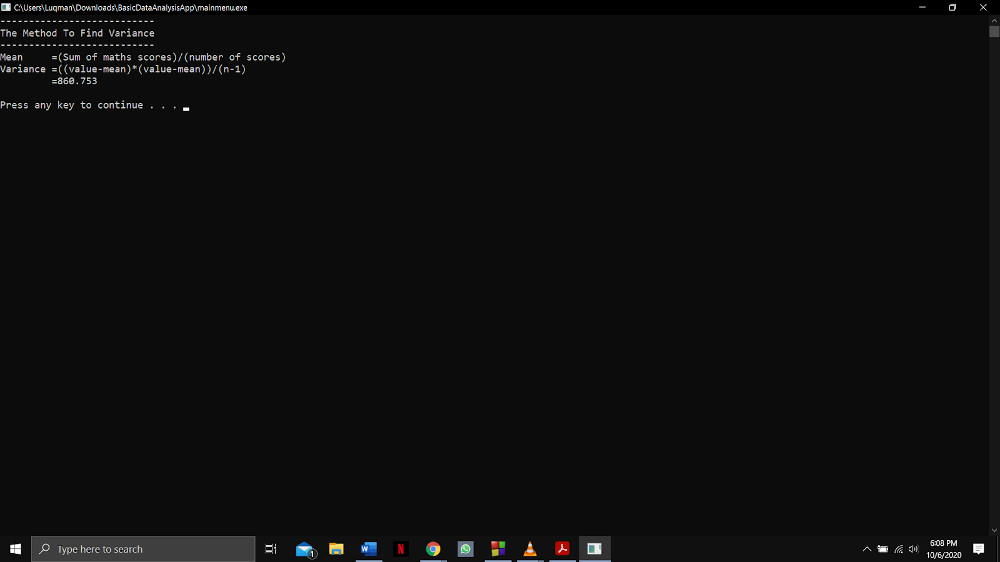 C:\Users\Luqman\Downloads\BasicDataAnalysisApp\mainmenu.exe
---------------------------
The Method To Find Variance
---------------------------
Mean     =(Sum of maths scores)/(number of scores)
Variance =((value-mean)*(value-mean))/(n-1)
         =860.753
Press any key to continue . . .
Type here to search
1
W
N
6:08 PM
10/6/2020